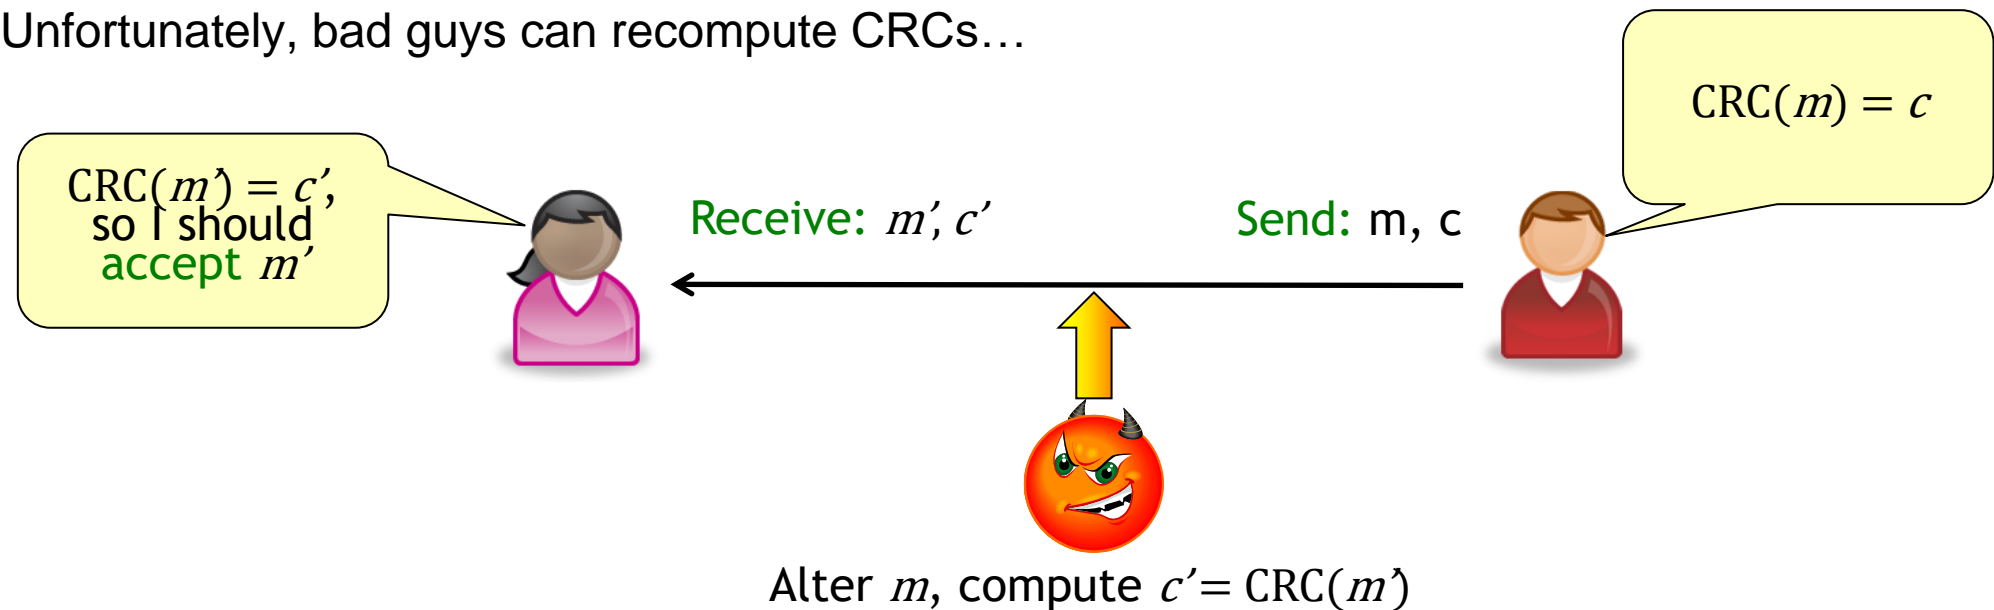 Unfortunately, bad guys can recompute CRCs…
CRC(m) = c
CRC(m’) = c’,
so I should
accept m’
Receive: m’, c’
Send: m, c
Alter m, compute c’= CRC(m’)